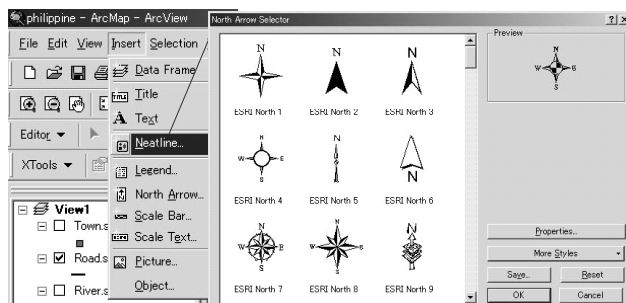 philippine - ArcMap - ArcView
File Edit View Insert Selection
Data Frame
Title
Text
Editor
Neatline...
XTools
Legend...
North Arrow...
Scale Bar...
Scale Text...
Picture...
Object...
View1
Town.s
Road.s
River.s
North Arrow Selector
N
N
N
ESRI North 1
ESRI North 2
ESRI North 3
N
W E
S
N
S
N
ESRI North 4
ESRI North 5
ESRI North 6
N
W E
S
N
W E
S
N
ESRI North 7
ESRI North 8
ESRI North 9
Preview
N
W E
S
Properties...
More Styles
Save...
Reset
OK
Cancel